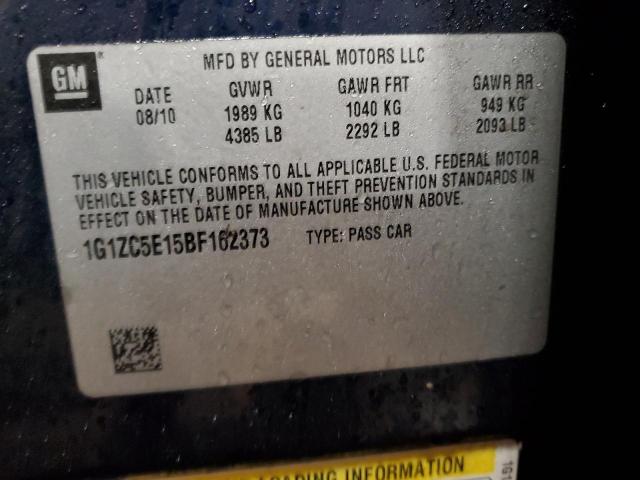 GM
MFD BY GENERAL MOTORS LLC
DATE GVWR GAWR FRT GAWR RR
08/10 1989 KG 1040 KG 949 KG
4385 LB 2292 LB 2093 LB
THIS VEHICLE CONFORMS TO ALL APPLICABLE U.S. FEDERAL MOTOR
VEHICLE SAFETY, BUMPER, AND THEFT PREVENTION STANDARDS IN
EFFECT ON THE DATE OF MANUFACTURE SHOWN ABOVE.
1G1ZC5E15BF162373 TYPE: PASS CAR
LOADING INFORMATION